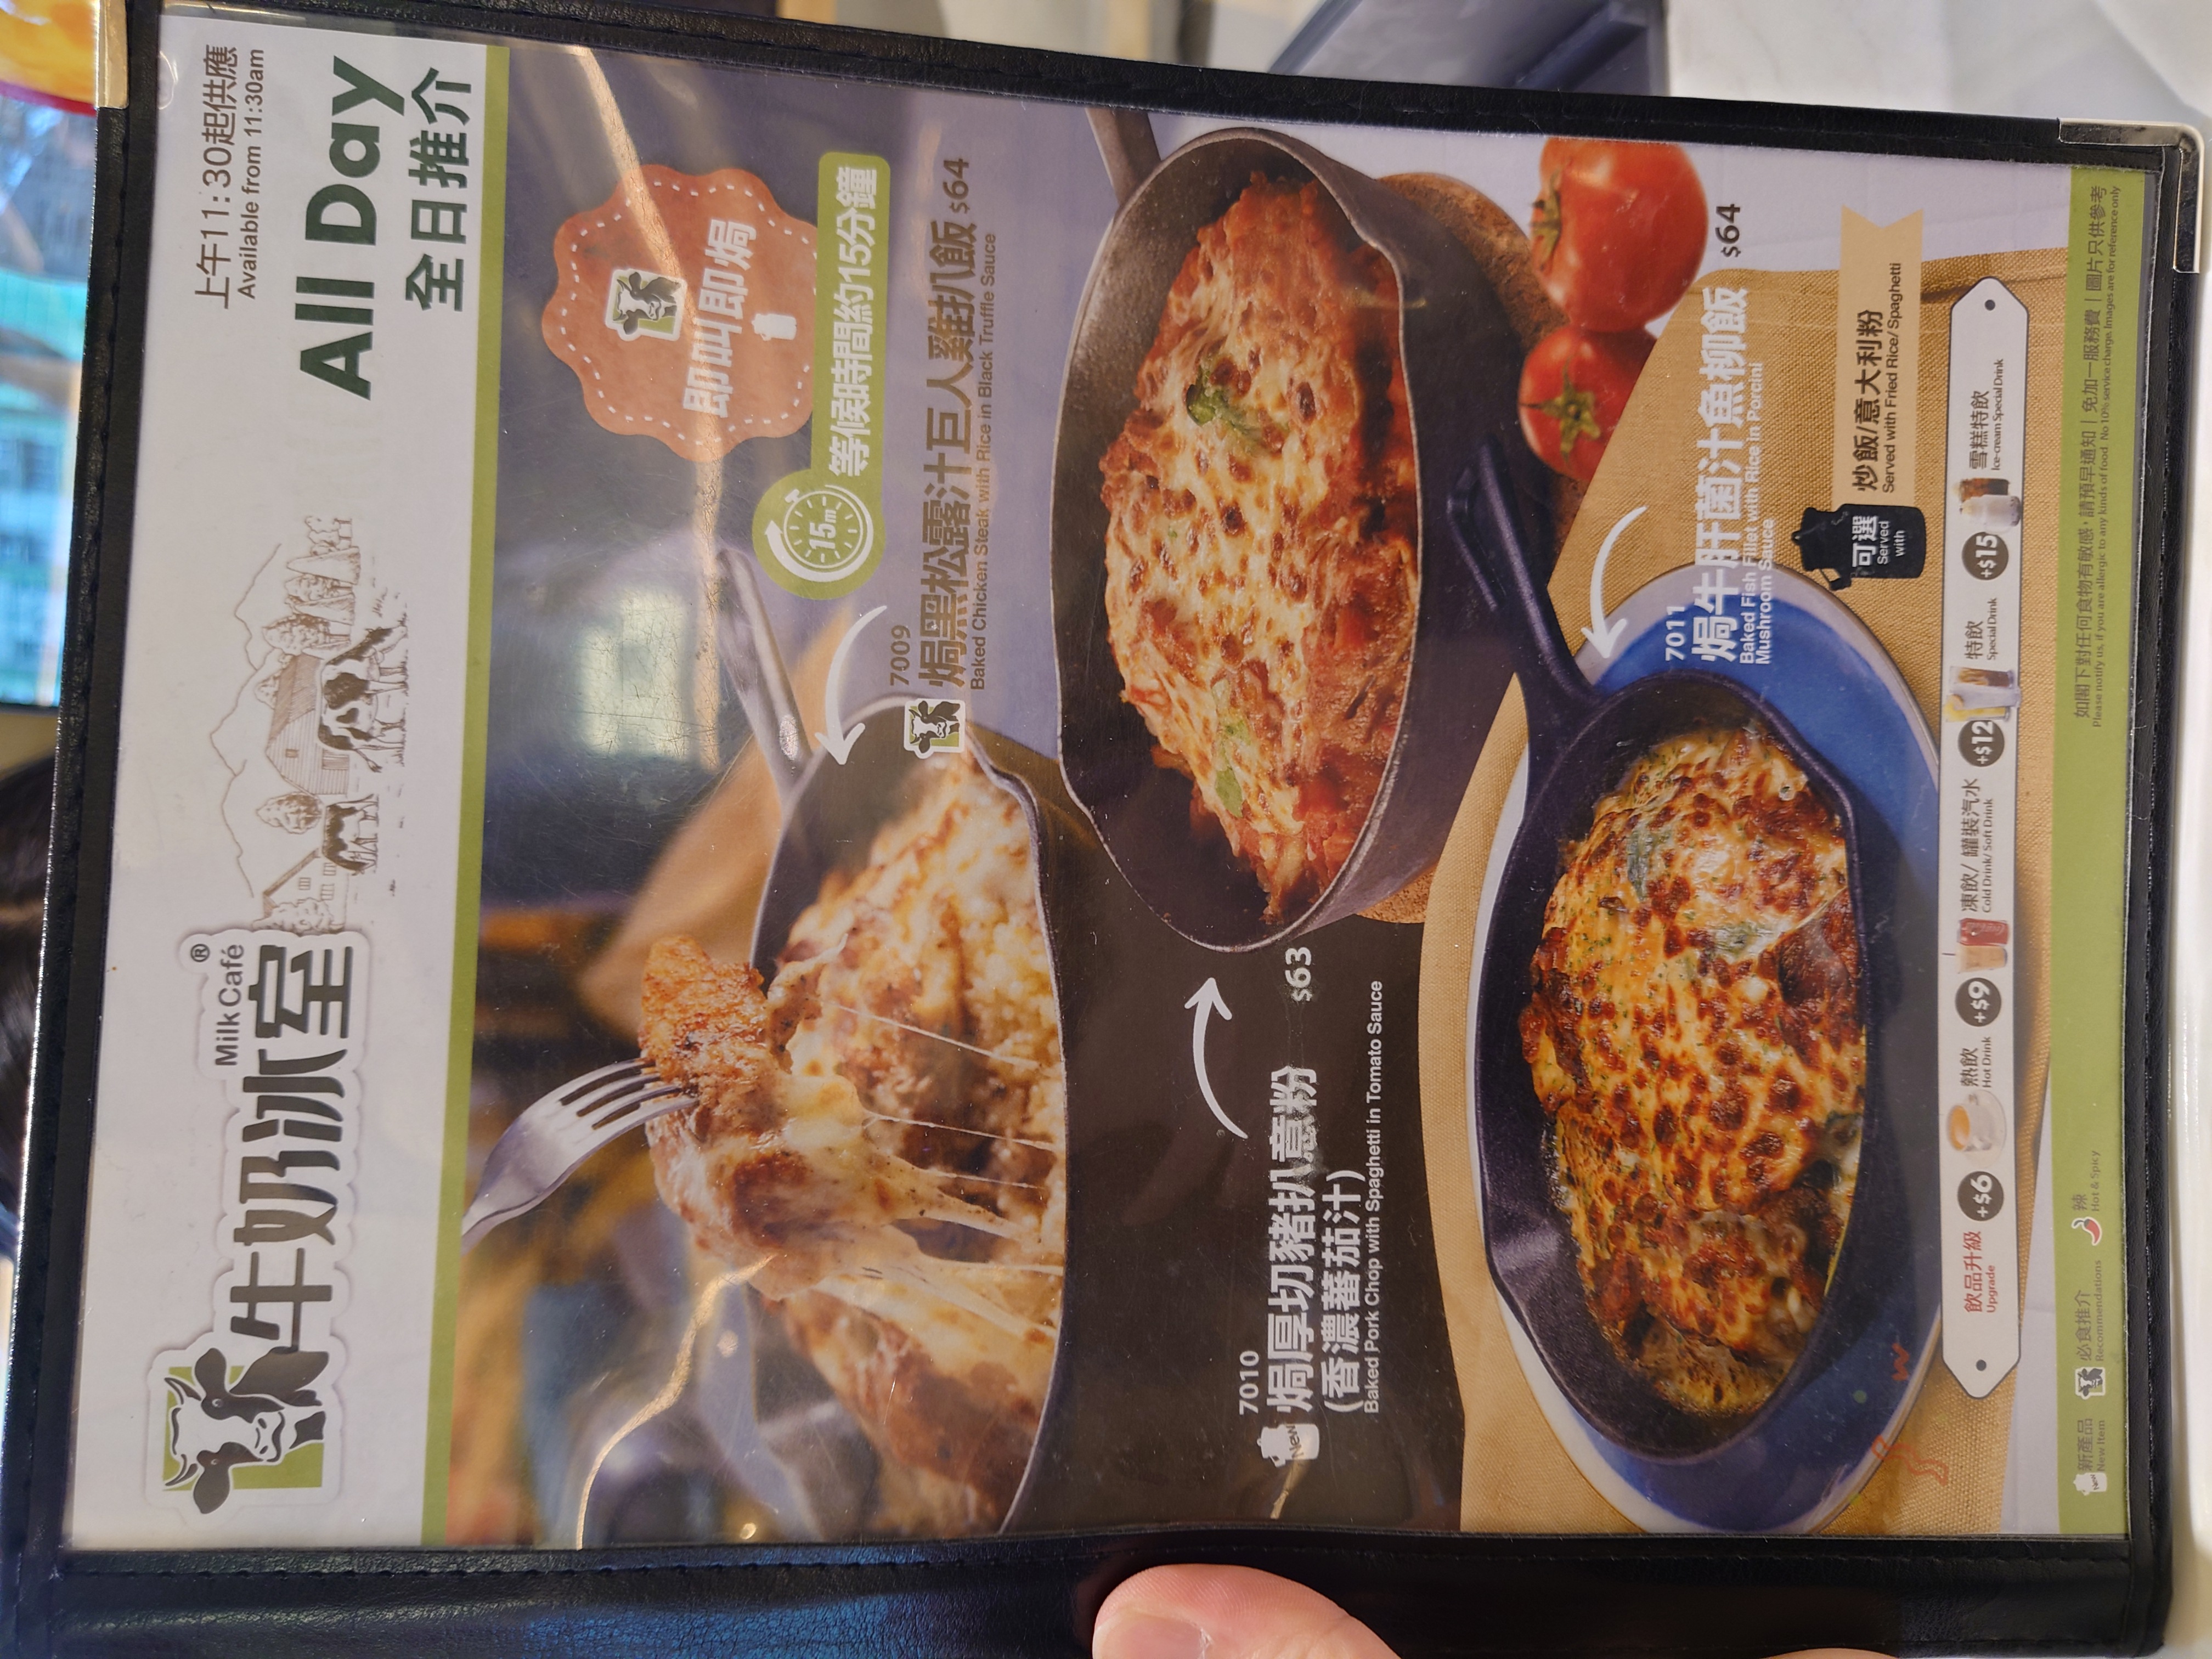 Milk Café®
牛奶冰室
上午11:30起供應
Available from 11:30am
All Day
全日推介
即叫即焗
15m
等候時間約15分鐘
7009
焗黑松露汁巨人雞扒飯 $64
Baked Chicken Steak with Rice in Black Truffle Sauce
7010
New
焗厚切豬扒意粉 $63
(香濃蕃茄汁)
Baked Pork Chop with Spaghetti in Tomato Sauce
7011
焗牛肝菌汁魚柳飯 $64
Baked Fish Fillet with Rice in Porcini
Mushroom Sauce
可選
Served
with
炒飯/意大利粉
Served with Fried Rice/Spaghetti
飲品升級
Upgrade
+$6
熱飲
Hot Drink
+$9
凍飲/罐裝汽水
Cold Drink/Soft Drink
+$12
特飲
Special Drink
+$15
雪糕特飲
Ice-cream Special Drink
New
新產品
New Item
必食推介
Recommendations
辣
Hot & Spicy
如閣下對任何食物有敏感，請預早通知｜免加一服務費｜圖片只供參考
Please notify us, if you are allergic to any kinds of food. No 10% service charge. Images are for reference only